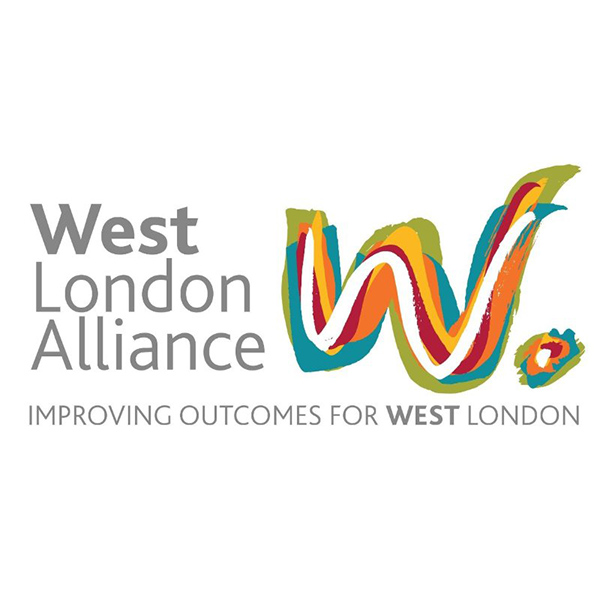 West
London
Alliance
W.
IMPROVING OUTCOMES FOR WEST LONDON